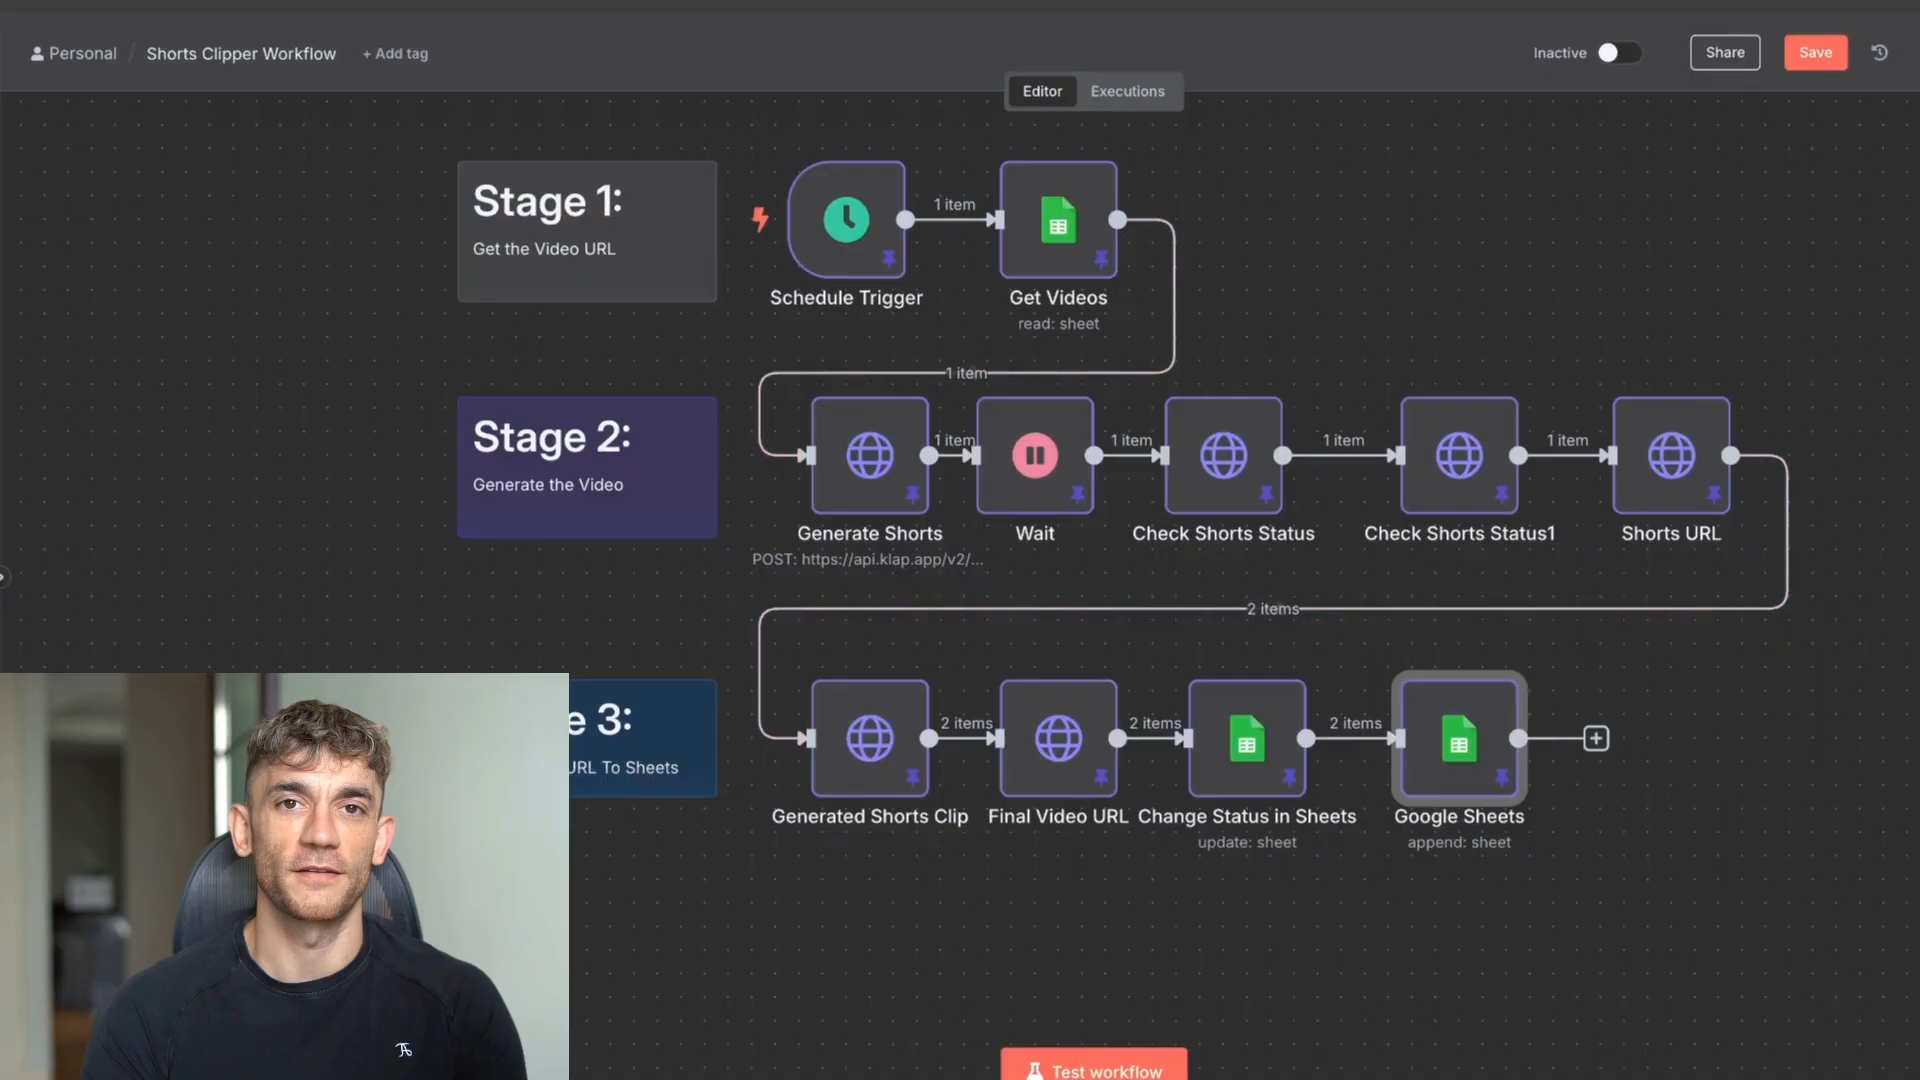 Personal / Shorts Clipper Workflow + Add tag
Inactive Share Save
Editor Executions
Stage 1:
Get the Video URL
1 item
Schedule Trigger
Get Videos
read: sheet
1 item
Stage 2:
Generate the Video
1 item
1 item
1 item
1 item
Generate Shorts
POST: https://api.klap.app/v2/...
Wait
Check Shorts Status
Check Shorts Status1
Shorts URL
2 items
e 3:
URL To Sheets
2 items
2 items
2 items
Generated Shorts Clip
Final Video URL
Change Status in Sheets
update: sheet
Google Sheets
append: sheet
Test workflow